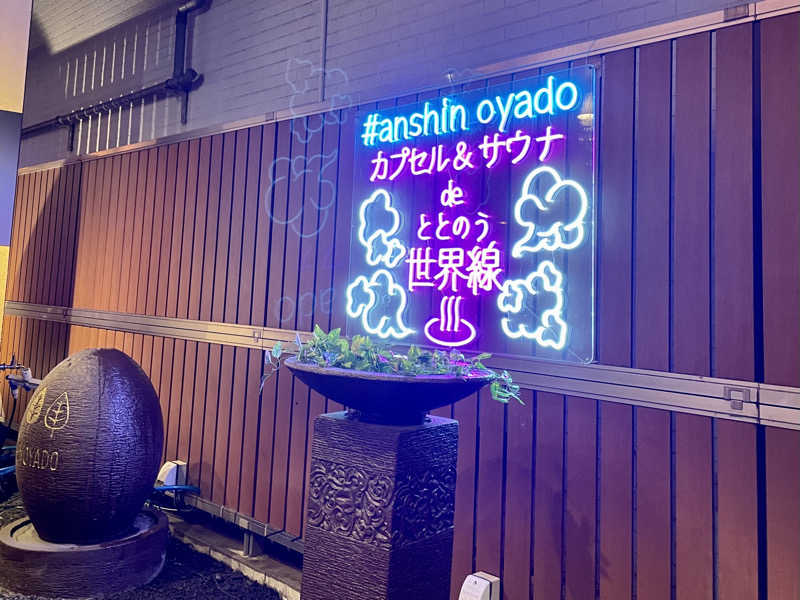 #anshin oyado
カプセル＆サウナ
de
ととのう
世界線
OYADO